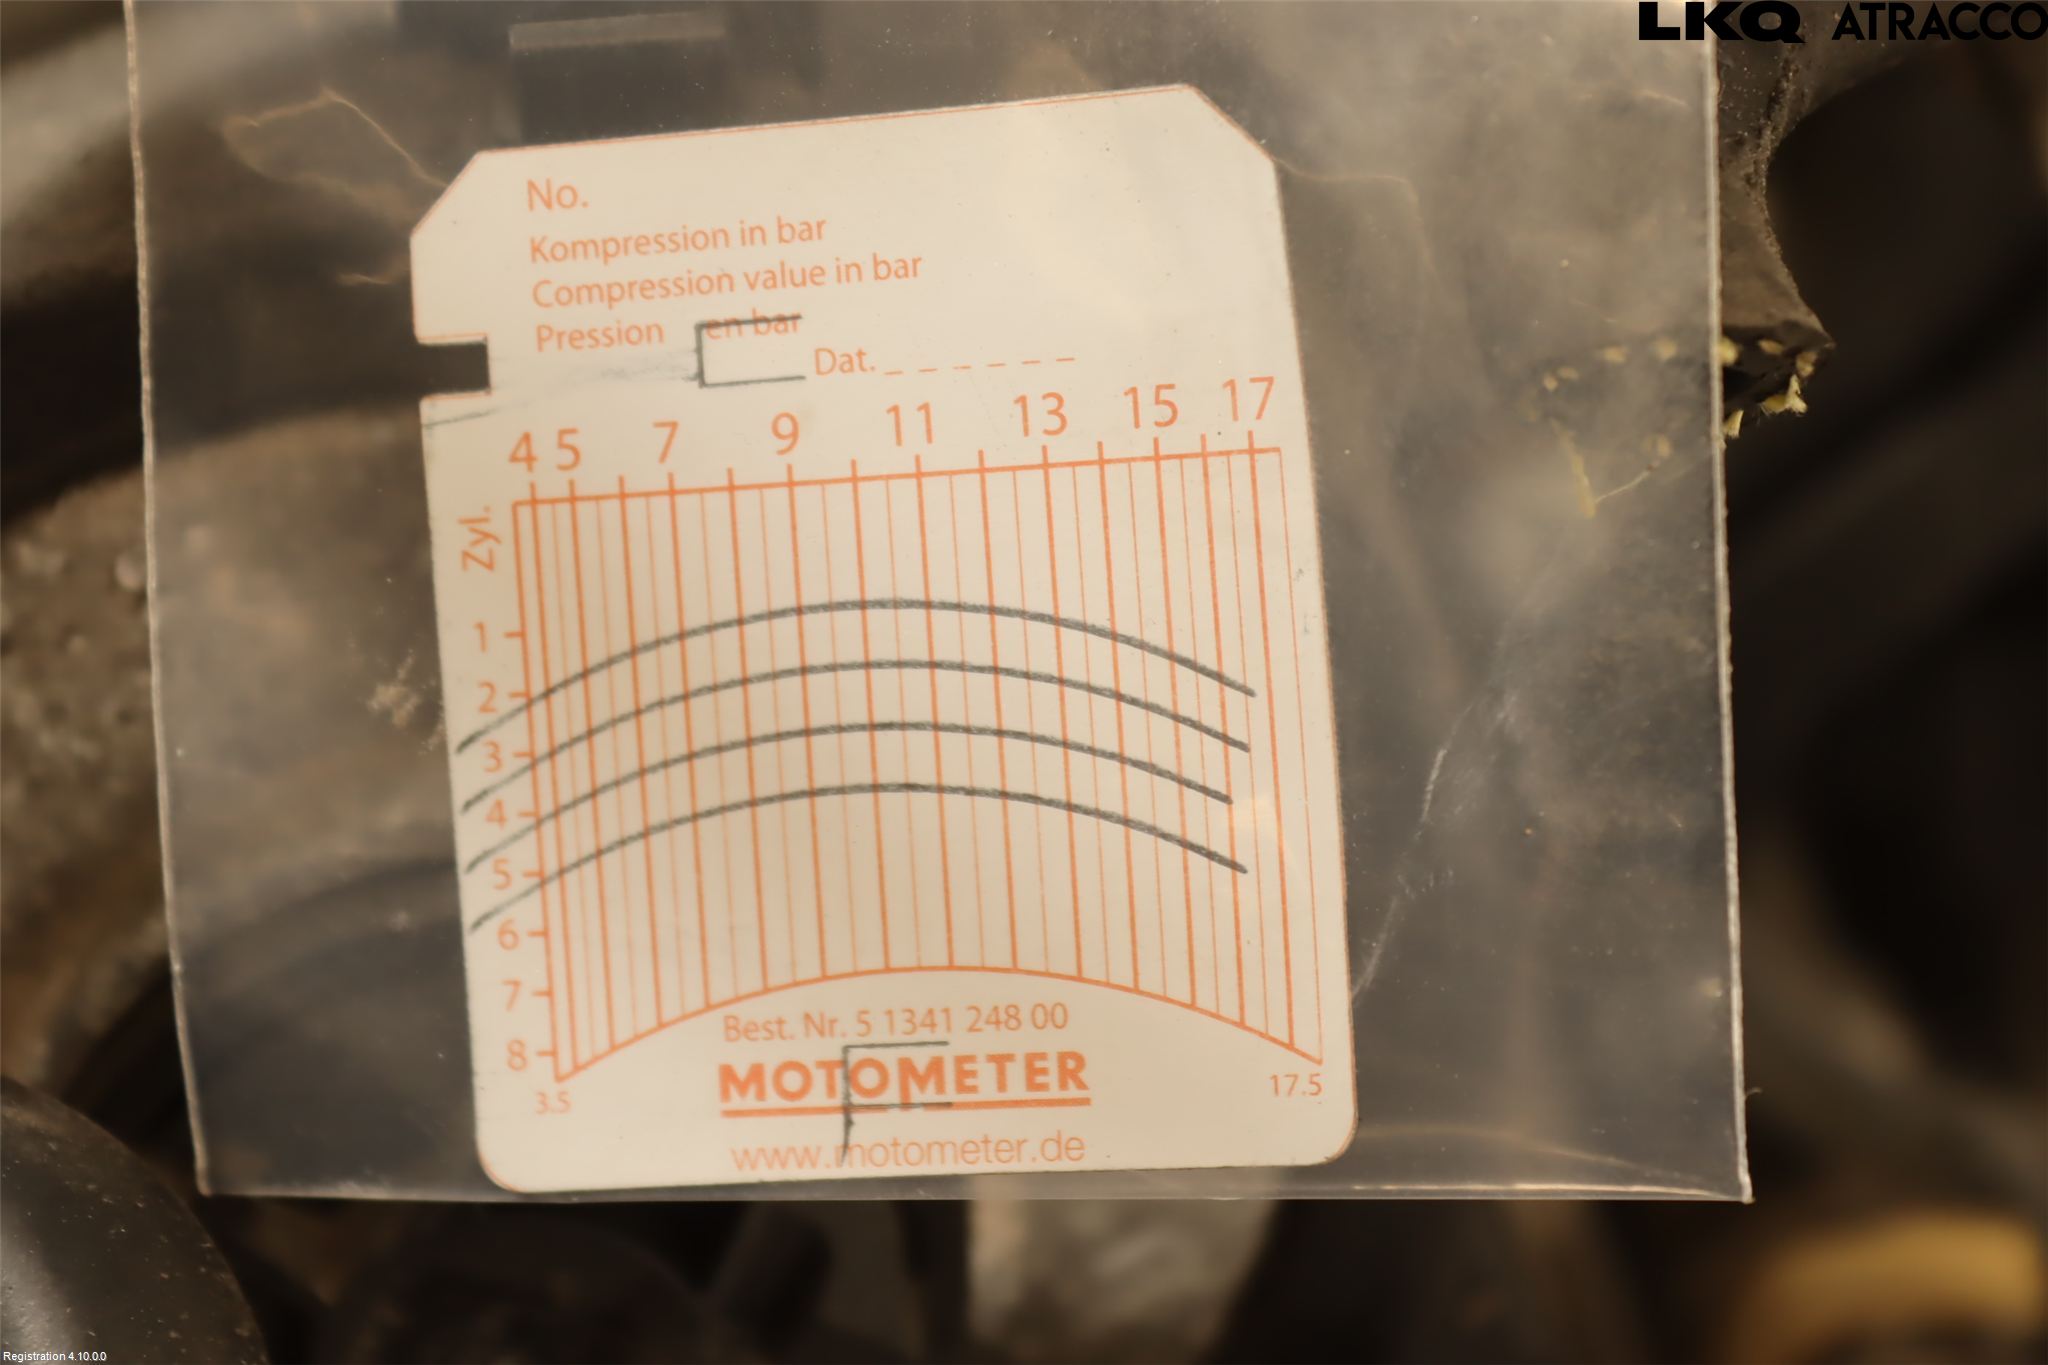 LKQ ATRACCO
No.
Kompression in bar
Compression value in bar
Pression en bar
Dat. _ _ _ _ _ _
4 5 7 9 11 13 15 17
Zyl.
1
2
3
4
5
6
7
8
3.5
17.5
Best. Nr. 5 1341 248 00
MOTOMETER
www.motometer.de
Registration 4.10.0.0